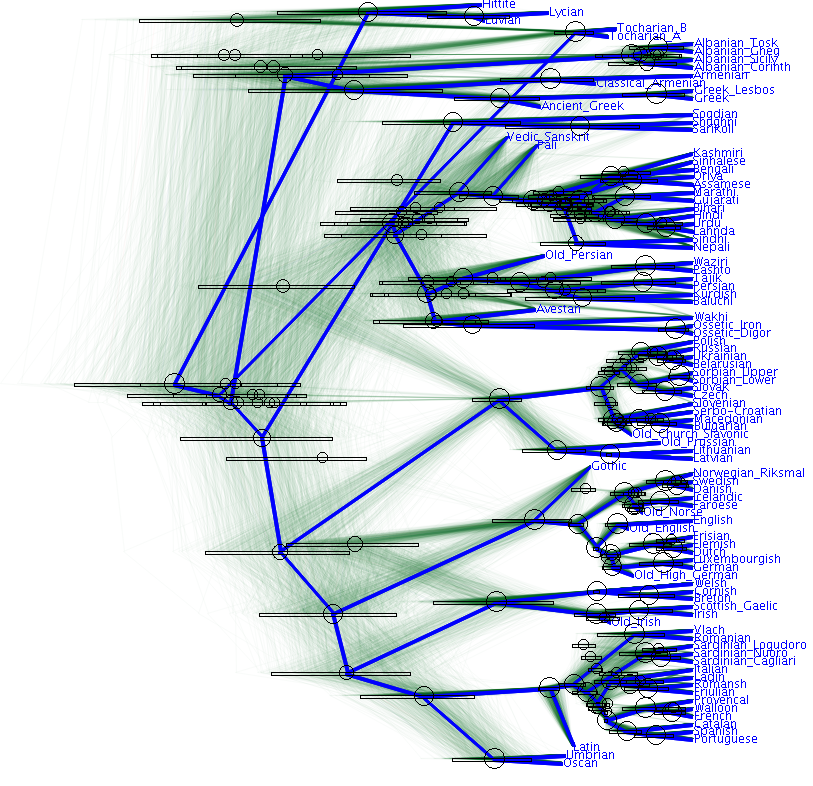 Hittite
Lycian
Luvian
Tocharian_B
Tocharian_A
Albanian_Tosk
Albanian_Gheg
Albanian_Sicily
Albanian_Corinth
Classical_Armenian
Greek_Lesbos
Greek
Ancient_Greek
Sogdian
Shughni
Sarikoli
Vedic_Sanskrit
Pali
Kashmiri
Sinhalese
Bengali
Oriya
Assamese
Marathi
Gujarati
Bihari
Hindi
Urdu
Lahnda
Sindhi
Nepali
Old_Persian
Waziri
Pashto
Tajik
Persian
Kurdish
Baluchi
Avestan
Wakhi
Ossetic_Iron
Ossetic_Digor
Polish
Russian
Ukrainian
Belarusian
Sorbian_Upper
Sorbian_Lower
Slovak
Czech
Slovenian
Serbo-Croatian
Macedonian
Bulgarian
Old_Church_Slavonic
Old_Prussian
Lithuanian
Latvian
Gothic
Norwegian_Riksmal
Swedish
Danish
Icelandic
Faroese
Old_Norse
English
Old_English
Frisian
Flemish
Dutch
Luxembourgish
German
Old_High_German
Welsh
Cornish
Breton
Scottish_Gaelic
Irish
Old_Irish
Vlach
Romanian
Sardinian_Logudoro
Sardinian_Nuoro
Sardinian_Cagliari
Italian
Ladin
Romansh
Friulian
Provencal
Walloon
French
Catalan
Spanish
Portuguese
Latin
Umbrian
Oscan